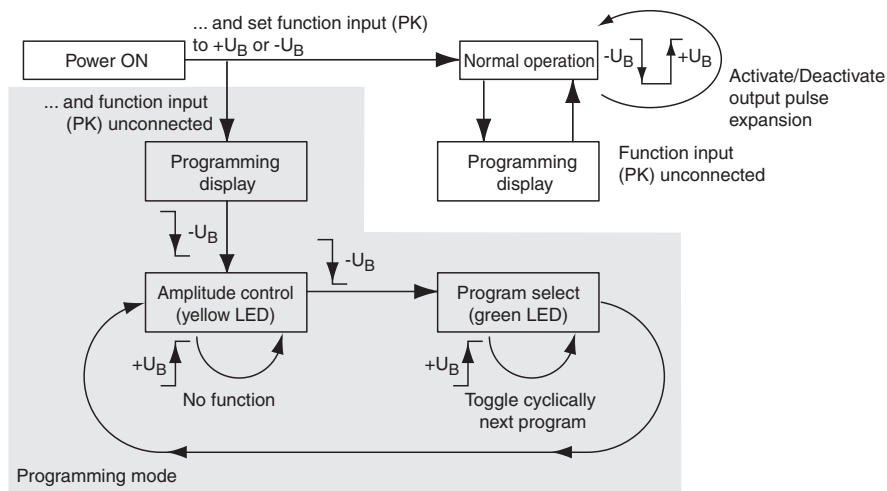 ... and set function input (PK)
to +UB or -UB
Power ON
Normal operation
-UB
+UB
Activate/Deactivate
output pulse
expansion
... and function input
(PK) unconnected
Programming
display
Programming
display
Function input
(PK) unconnected
-UB
-UB
Amplitude control
(yellow LED)
Program select
(green LED)
+UB
No function
+UB
Toggle cyclically
next program
Programming mode